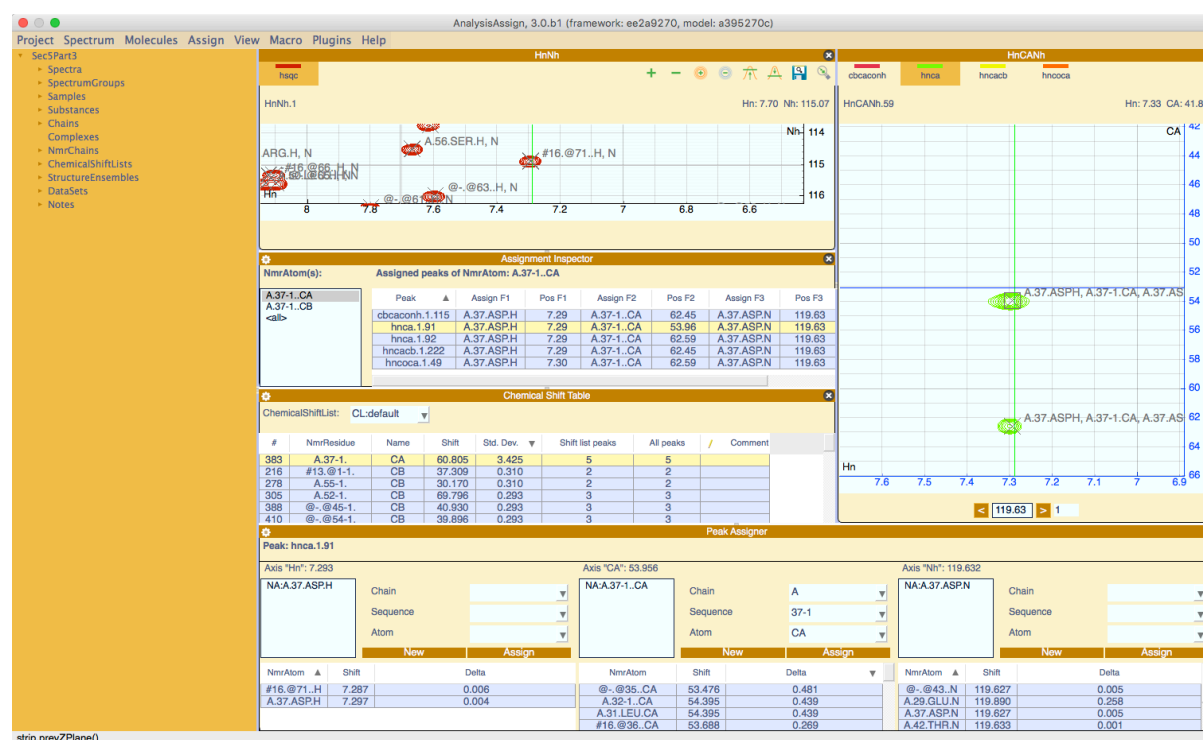 AnalysisAssign, 3.0.b1 (framework: ee2a9270, model: a395270c)
Project Spectrum Molecules Assign View Macro Plugins Help
SecSPart3
Spectra
SpectrumGroups
Samples
Substances
Chains
Complexes
NmrChains
ChemicalShiftLists
StructureEnsembles
DataSets
Notes
HnNh
hsqc
HnNh.1 Hn: 7.70 Nh: 115.07
Nh 114
A.56.SER.H, N
ARG.H, N
#16.@71..H, N
115
#16.@66..H, N
@-.@63..H, N
116
Hn
8 7.8 7.6 7.4 7.2 7 6.8 6.6
HnCANh
cbcaconh hnca hncacb hncoca
HnCANh.59 Hn: 7.33 CA: 41.8
CA 42
44
46
48
50
52
A.37.ASPH, A.37-1.CA, A.37.AS 54
56
58
60
A.37.ASPH, A.37-1.CA, A.37.AS 62
64
Hn
66
7.6 7.5 7.4 7.3 7.2 7.1 7 6.9
< 119.63 > 1
Assignment Inspector
NmrAtom(s): Assigned peaks of NmrAtom: A.37-1..CA
A.37-1..CA
A.37-1..CB
<all>
Peak Assign F1 Pos F1 Assign F2 Pos F2 Assign F3 Pos F3
cbcaconh.1.115 A.37.ASP.H 7.29 A.37-1..CA 62.45 A.37.ASP.N 119.63
hnca.1.91 A.37.ASP.H 7.29 A.37-1..CA 53.96 A.37.ASP.N 119.63
hnca.1.92 A.37.ASP.H 7.29 A.37-1..CA 62.59 A.37.ASP.N 119.63
hncacb.1.222 A.37.ASP.H 7.29 A.37-1..CA 62.45 A.37.ASP.N 119.63
hncoca.1.49 A.37.ASP.H 7.30 A.37-1..CA 62.59 A.37.ASP.N 119.63
Chemical Shift Table
ChemicalShiftList: CL:default
# NmrResidue Name Shift Std. Dev. Shift list peaks All peaks / Comment
383 A.37-1. CA 60.805 3.425 5 5
216 #13.@1-1. CB 37.309 0.310 2 2
278 A.55-1. CB 30.170 0.310 2 2
305 A.52-1. CB 69.796 0.293 3 3
388 @-.@45-1. CB 40.930 0.293 3 3
410 @-.@54-1. CB 39.896 0.293 3 3
Peak Assigner
Peak: hnca.1.91
Axis "Hn": 7.293 Axis "CA": 53.956 Axis "Nh": 119.632
NA:A.37.ASP.H NA:A.37-1..CA NA:A.37.ASP.N
Chain Chain A Chain
Sequence Sequence 37-1 Sequence
Atom Atom CA Atom
New Assign New Assign New Assign
NmrAtom Shift Delta NmrAtom Shift Delta NmrAtom Shift Delta
#16.@71..H 7.287 0.006 @-.@35..CA 53.476 0.481 @-.@43..N 119.627 0.005
A.37.ASP.H 7.297 0.004 A.32-1..CA 54.395 0.439 A.29.GLU.N 119.890 0.258
A.31.LEU.CA 54.395 0.439 A.37.ASP.N 119.627 0.005
#16.@36..CA 53.688 0.269 A.42.THR.N 119.633 0.001
strip.prevZPlane()